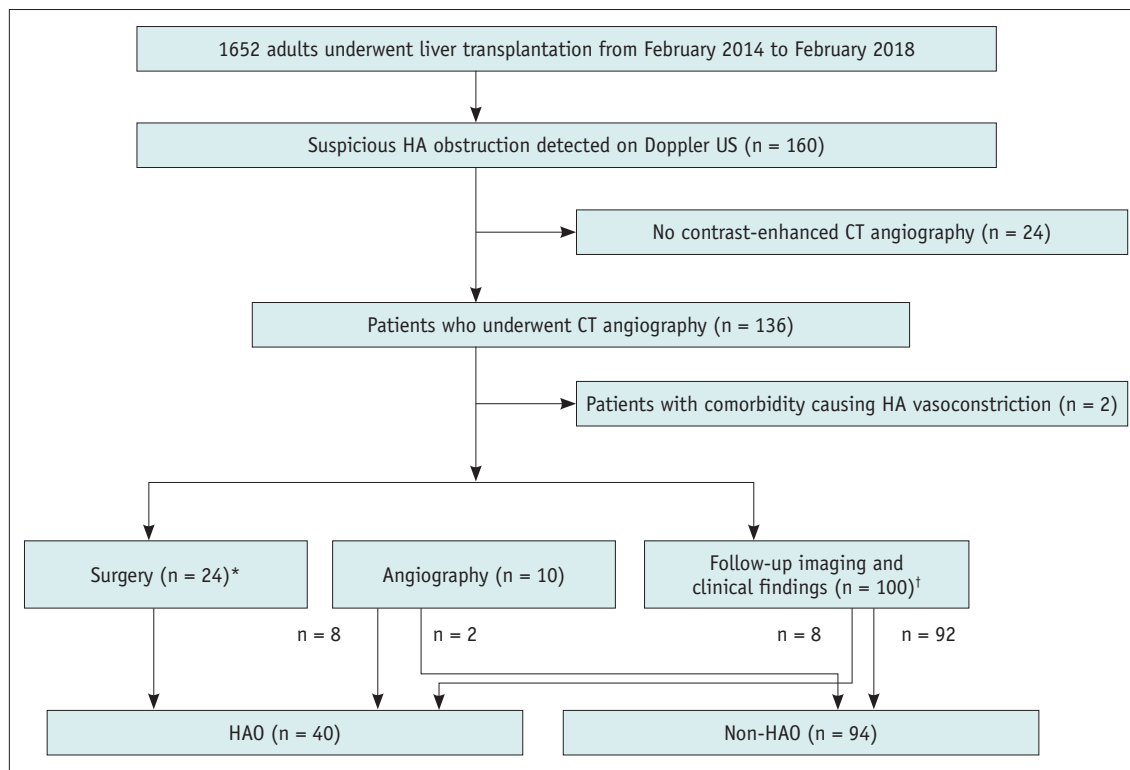 1652 adults underwent liver transplantation from February 2014 to February 2018
Suspicious HA obstruction detected on Doppler US (n = 160)
No contrast-enhanced CT angiography (n = 24)
Patients who underwent CT angiography (n = 136)
Patients with comorbidity causing HA vasoconstriction (n = 2)
Surgery (n = 24)*
Angiography (n = 10)
Follow-up imaging and
clinical findings (n = 100)†
n = 8
n = 2
n = 8
n = 92
HAO (n = 40)
Non-HAO (n = 94)